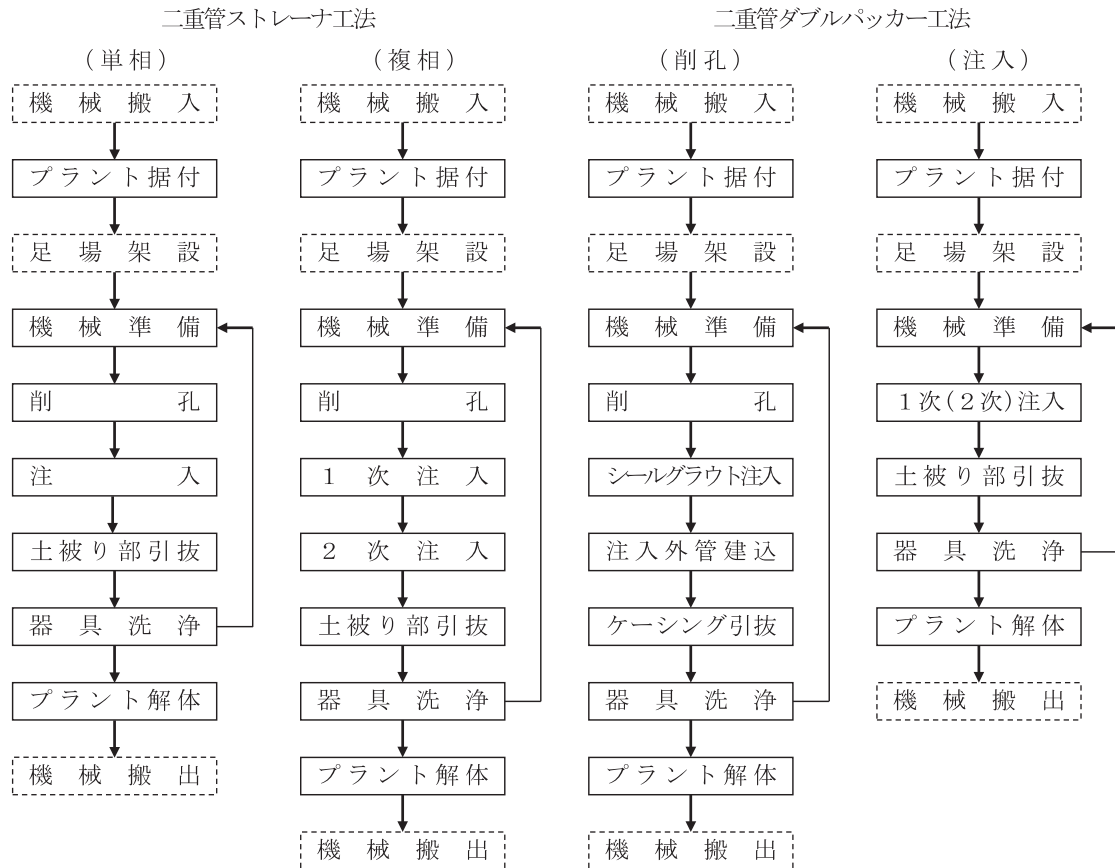 二重管ストレーナ工法
(単相)
機械搬入
プラント据付
足場架設
機械準備
削孔
注入
土被り部引抜
器具洗浄
プラント解体
機械搬出
(複相)
機械搬入
プラント据付
足場架設
機械準備
削孔
1次注入
2次注入
土被り部引抜
器具洗浄
プラント解体
機械搬出
二重管ダブルパッカー工法
(削孔)
機械搬入
プラント据付
足場架設
機械準備
削孔
シールグラウト注入
注入外管建込
ケーシング引抜
器具洗浄
プラント解体
機械搬出
(注入)
機械搬入
プラント据付
足場架設
機械準備
1次(2次)注入
土被り部引抜
器具洗浄
プラント解体
機械搬出